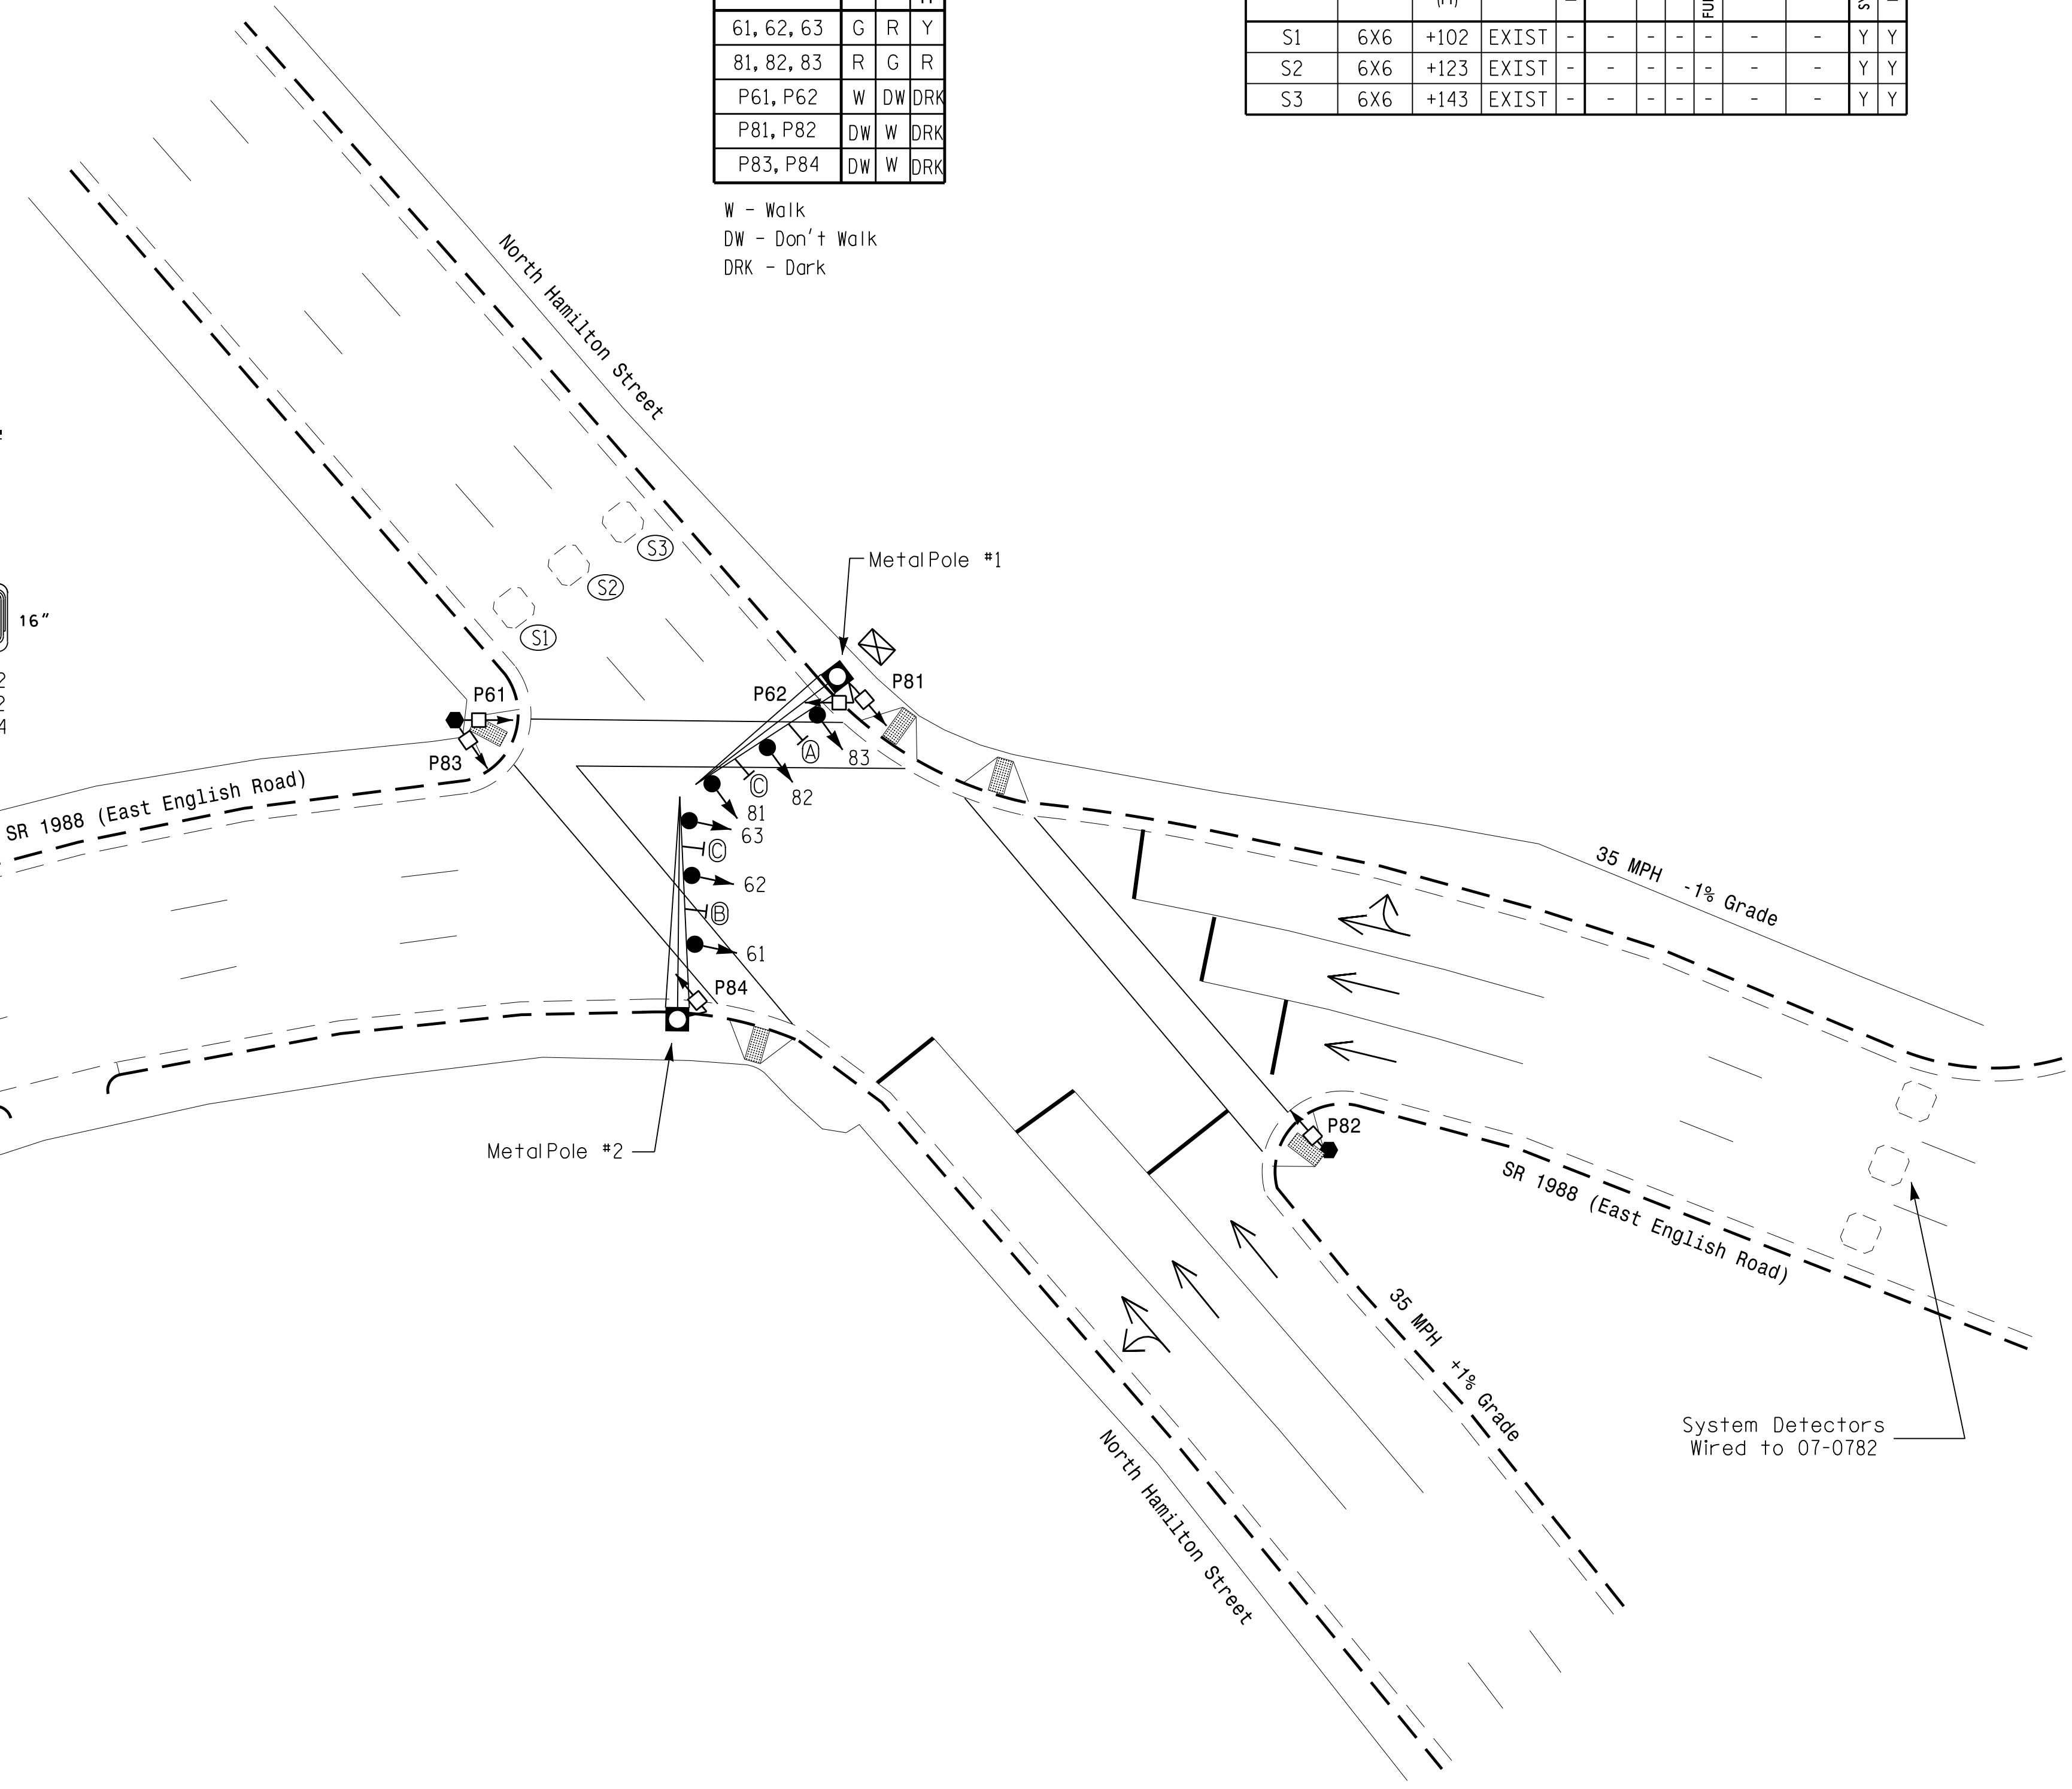 61, 62, 63 G R Y
81, 82, 83 R G R
P61, P62 W DW DRK
P81, P82 DW W DRK
P83, P84 DW W DRK
W - Walk
DW - Don't Walk
DRK - Dark
S1 6X6 +102 EXIST - - - - - - - Y Y
S2 6X6 +123 EXIST - - - - - - - Y Y
S3 6X6 +143 EXIST - - - - - - - Y Y
North Hamilton Street
S3
S2
S1
16"
Metal Pole #1
P61
P62
P81
P83
A
83
C
82
81
63
C
62
B
61
P84
SR 1988 (East English Road)
35 MPH -1% Grade
Metal Pole #2
P82
SR 1988 (East English Road)
35 MPH +1% Grade
North Hamilton Street
System Detectors
Wired to 07-0782